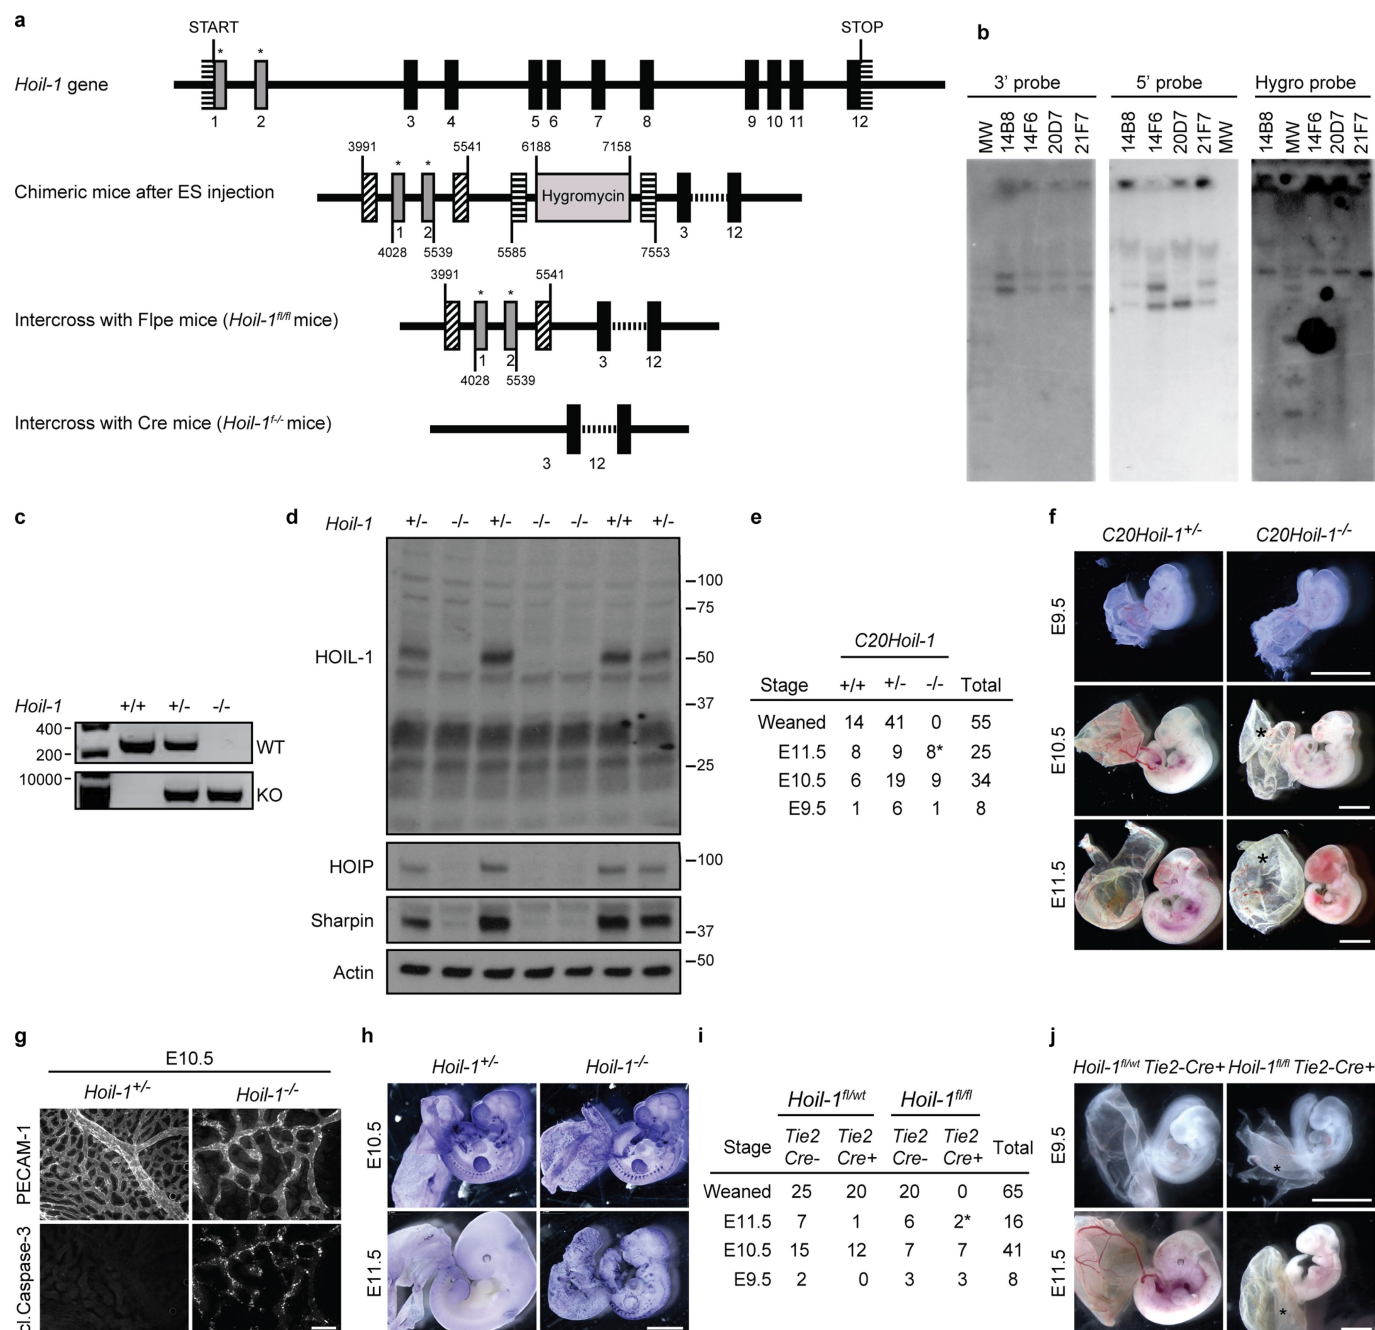 a
START
STOP
* *
Hoil-1 gene
1 2 3 4 5 6 7 8 9 10 11 12
3991 5541 6188 7158
* *
Chimeric mice after ES injection
Hygromycin
1 2 3 12
4028 5539 5585 7553
3991 5541
* *
Intercross with Flpe mice (Hoil-1fl/fl mice)
1 2 3 12
4028 5539
Intercross with Cre mice (Hoil-1f-/- mice)
3 12
b
3' probe 5' probe Hygro probe
MW 14B8 14F6 20D7 21F7
14B8 14F6 20D7 21F7 MW
14B8 MW 14F6 20D7 21F7
c
Hoil-1 +/+ +/- -/-
400
200
WT
10000
KO
d
Hoil-1 +/- -/- +/- -/- -/- +/+ +/-
HOIL-1
100
75
50
37
25
HOIP
100
Sharpin
37
50
Actin
e
C20Hoil-1
Stage +/+ +/- -/- Total
Weaned 14 41 0 55
E11.5 8 9 8* 25
E10.5 6 19 9 34
E9.5 1 6 1 8
f
C20Hoil-1+/- C20Hoil-1-/-
E9.5
E10.5
*
E11.5
*
g
E10.5
Hoil-1+/- Hoil-1-/-
PECAM-1
cl.Caspase-3
h
Hoil-1+/- Hoil-1-/-
E10.5
E11.5
i
Hoil-1fl/wt Hoil-1fl/fl
Stage Tie2 Cre- Tie2 Cre+ Tie2 Cre- Tie2 Cre+ Total
Weaned 25 20 20 0 65
E11.5 7 1 6 2* 16
E10.5 15 12 7 7 41
E9.5 2 0 3 3 8
j
Hoil-1fl/wt Tie2-Cre+ Hoil-1fl/fl Tie2-Cre+
E9.5
*
E11.5
*